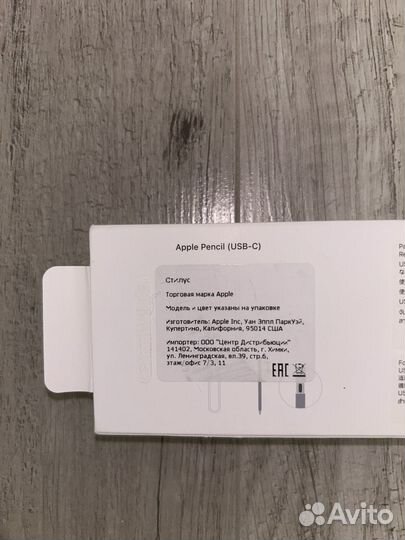 Apple Pencil (USB-C)
Стилус
Торговая марка Apple
Модель и цвет указаны на упаковке
Изготовитель: Apple Inc, Уан Эппл ПаркУэй,
Купертино, Калифорния, 95014 США
Импортер: ООО "Центр Дистрибьюции"
141402, Московская область, г. Химки,
ул. Ленинградская, вл.39, стр.6,
этаж/офис 7/3, 11
EAC
Avito